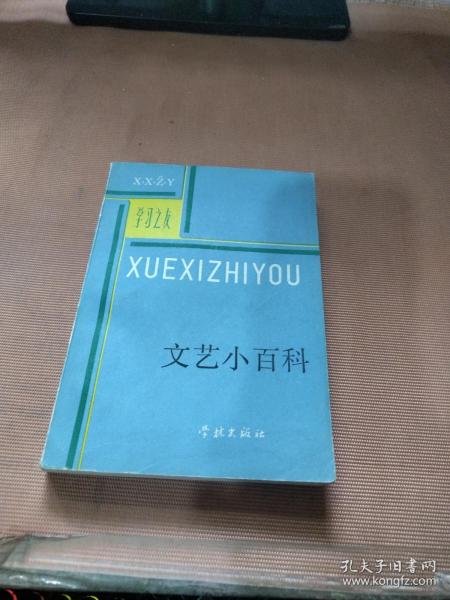 X·X·Ž·Y
学习之友
XUEXIZHIYOU
文艺小百科
学林出版社
孔夫子旧书网
www.kongfz.com